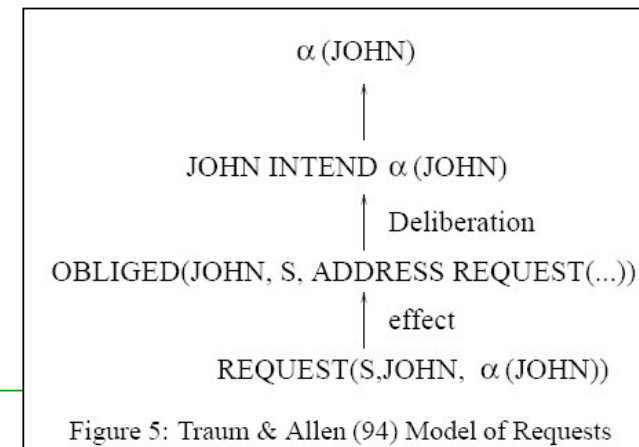 α (JOHN)
JOHN INTEND α (JOHN)
Deliberation
OBLIGED(JOHN, S, ADDRESS REQUEST(...))
effect
REQUEST(S,JOHN, α (JOHN))
Figure 5: Traum & Allen (94) Model of Requests